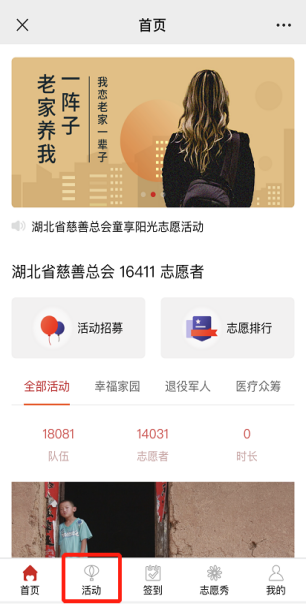 首页
老家养我
一阵子
我恋老家一辈子
湖北省慈善总会童享阳光志愿活动
湖北省慈善总会 16411 志愿者
活动招募
志愿排行
全部活动 幸福家园 退役军人 医疗众筹
18081 14031 0
队伍 志愿者 时长
首页 活动 签到 志愿秀 我的